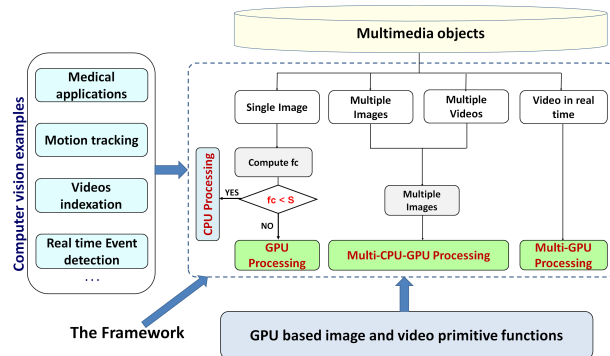 Multimedia objects
Computer vision examples
Medical
applications
Motion tracking
Videos
indexation
Real time Event
detection
...
Single Image
Multiple
Images
Multiple
Videos
Video in real
time
Compute fc
CPU Processing
YES
fc < S
NO
Multiple
Images
GPU
Processing
Multi-CPU-GPU Processing
Multi-GPU
Processing
The Framework
GPU based image and video primitive functions